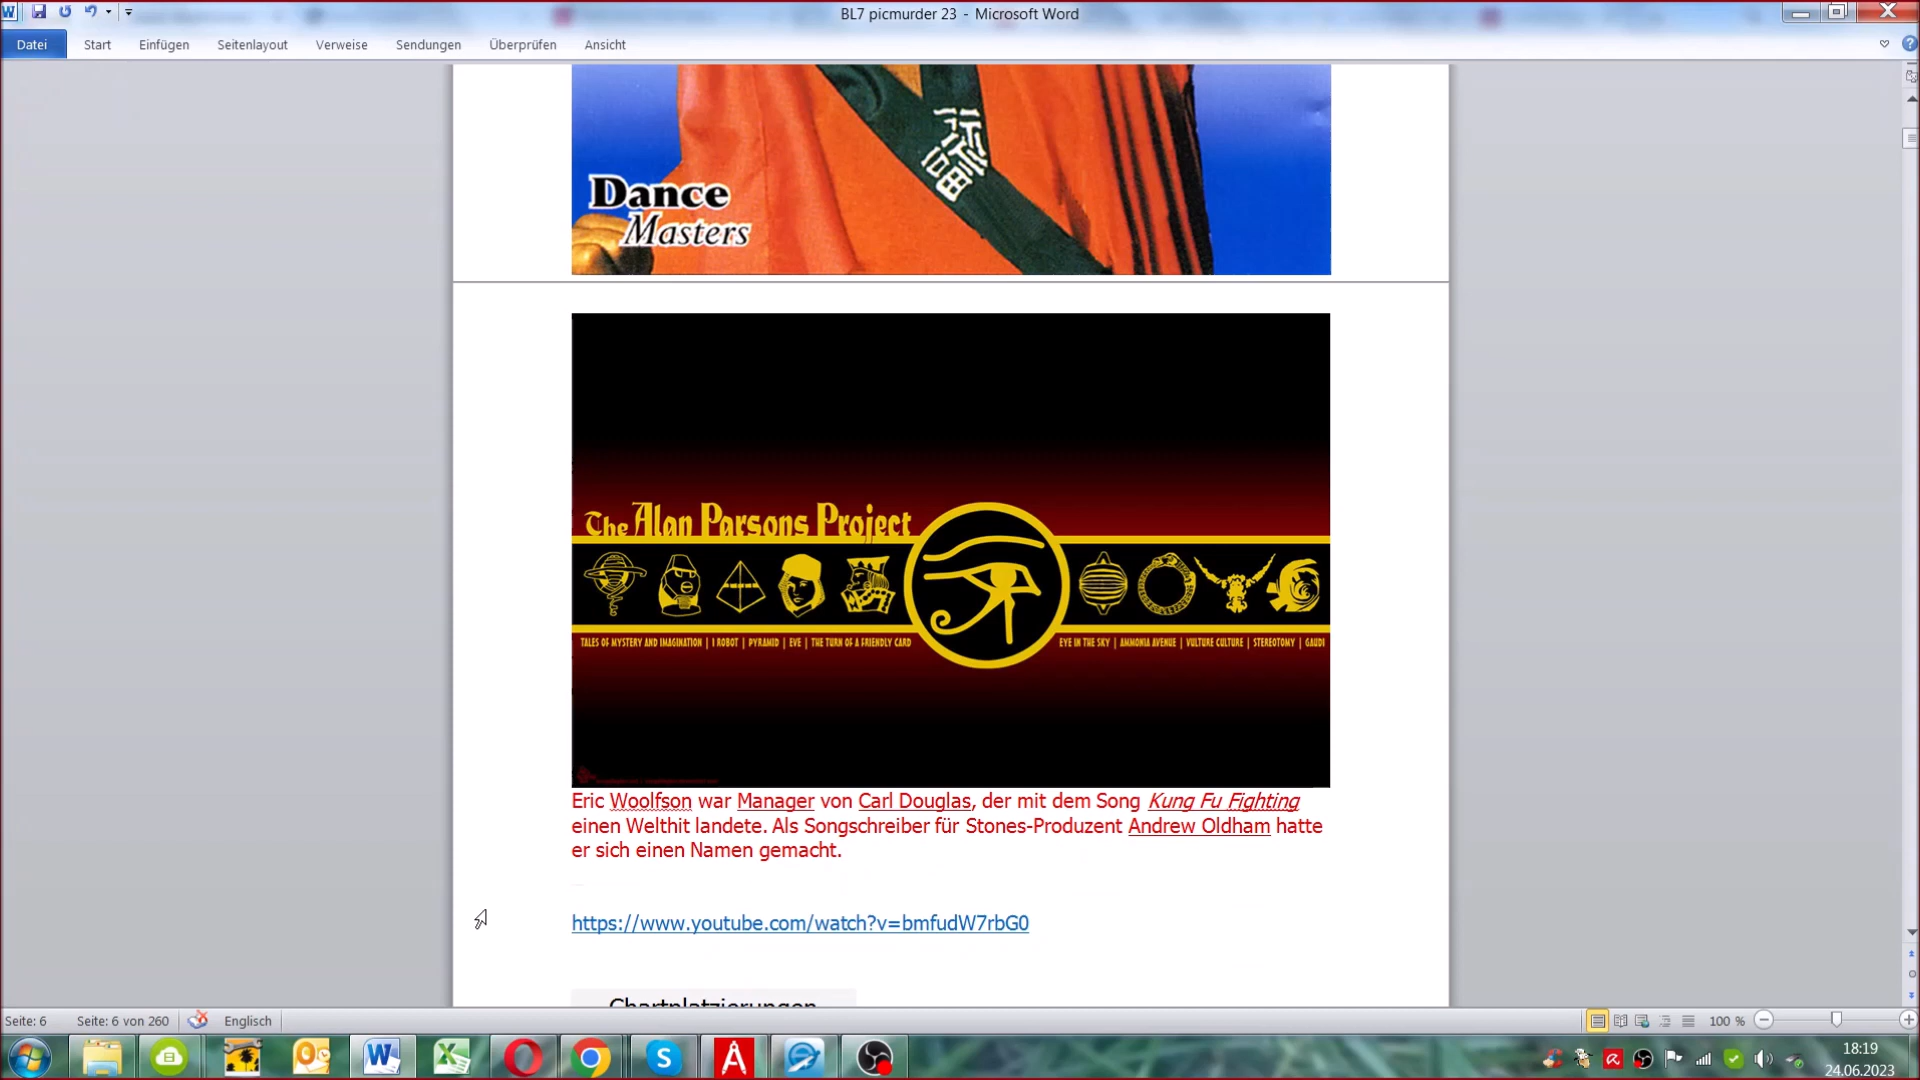 BL7 picmurder 23 - Microsoft Word
Datei Start Einfügen Seitenlayout Verweise Sendungen Überprüfen Ansicht
Dance
Masters
The Alan Parsons Project
TALES OF MYSTERY AND IMAGINATION | I ROBOT | PYRAMID | EVE | THE TURN OF A FRIENDLY CARD
EYE IN THE SKY | AMMONIA AVENUE | VULTURE CULTURE | STEREOTOMY | GAUDI
Eric Woolfson war Manager von Carl Douglas, der mit dem Song Kung Fu Fighting
einen Welthit landete. Als Songschreiber für Stones-Produzent Andrew Oldham hatte
er sich einen Namen gemacht.
https://www.youtube.com/watch?v=bmfudW7rbG0
Chartplatzierungen
Seite: 6 Seite: 6 von 260 Englisch 100 %
18:19
24.06.2023